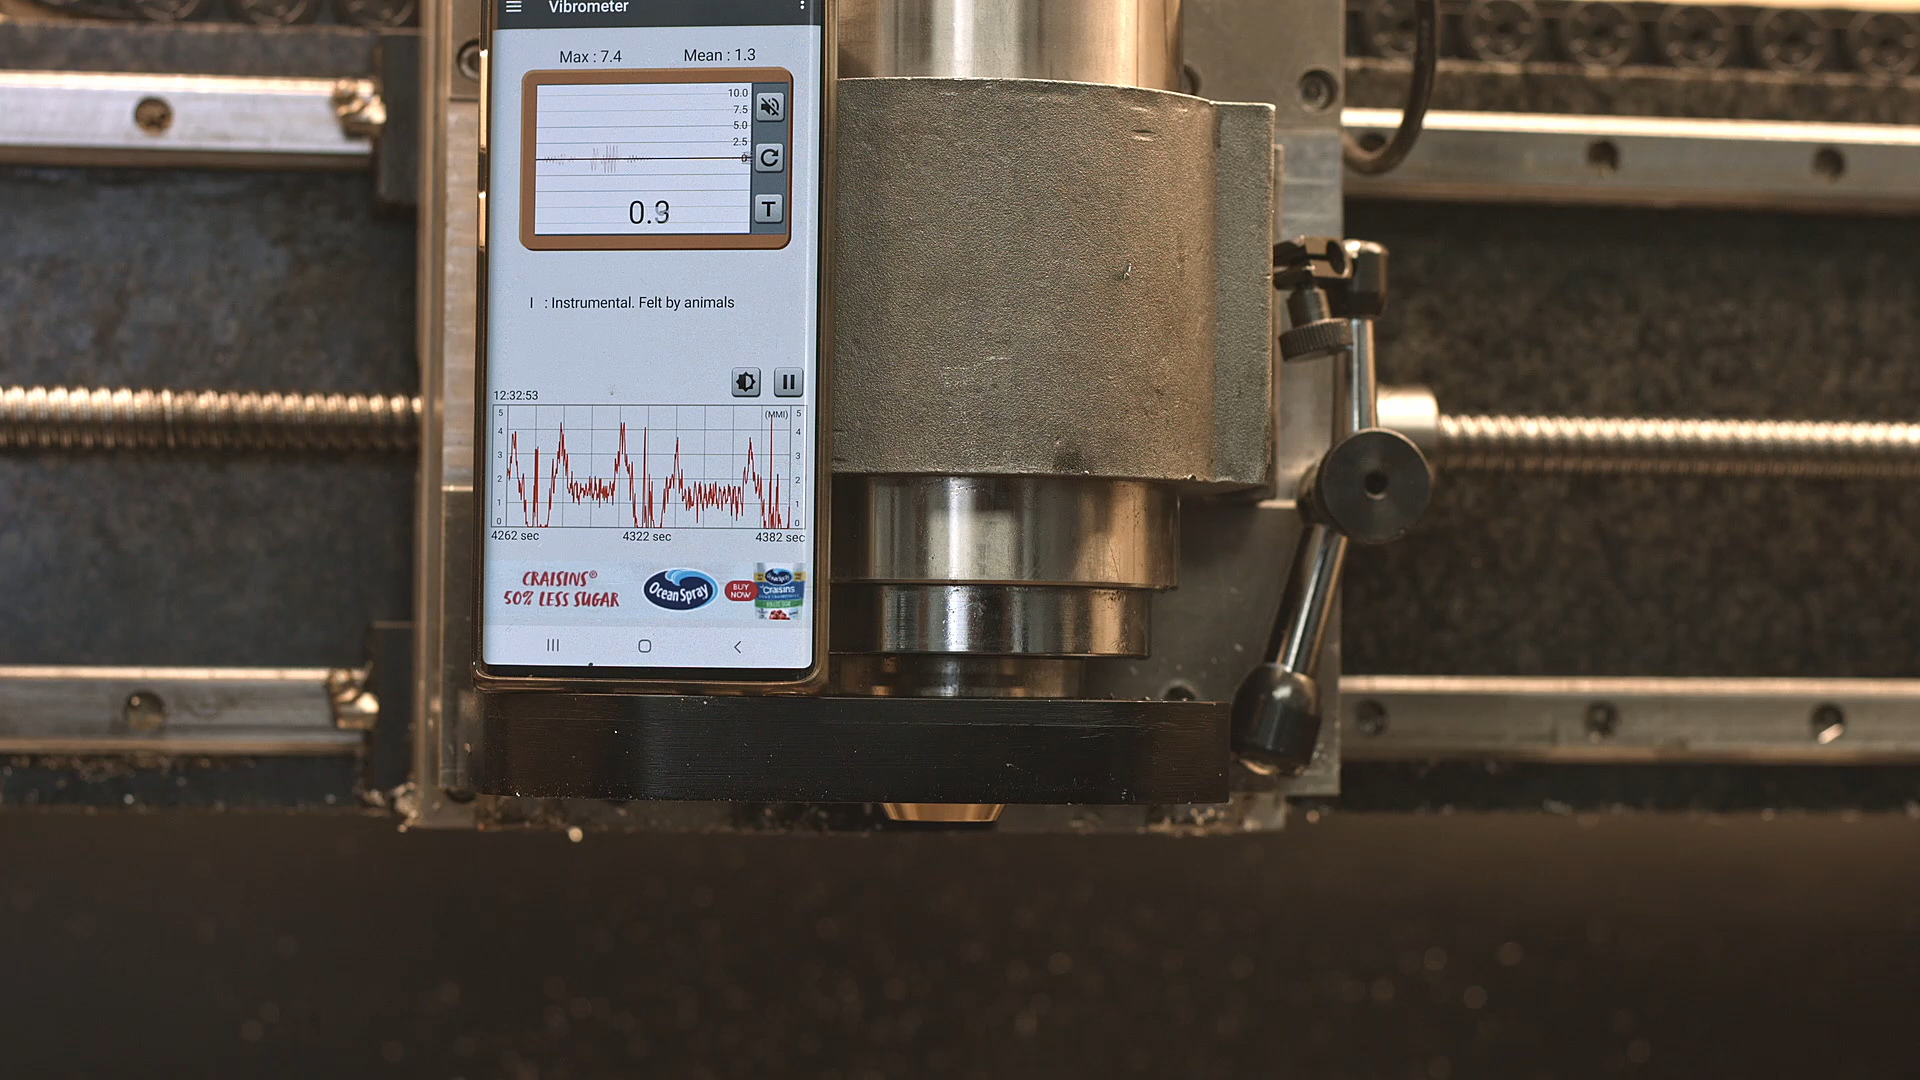 Vibrometer
Max : 7.4 Mean : 1.3
10.0
7.5
5.0
2.5
0
T
0.3
I : Instrumental. Felt by animals
12:32:53
(MMI)
5 5
4 4
3 3
2 2
1 1
0 0
4262 sec 4322 sec 4382 sec
CRAISINS®
50% LESS SUGAR
Ocean Spray
BUY
NOW
Craisins